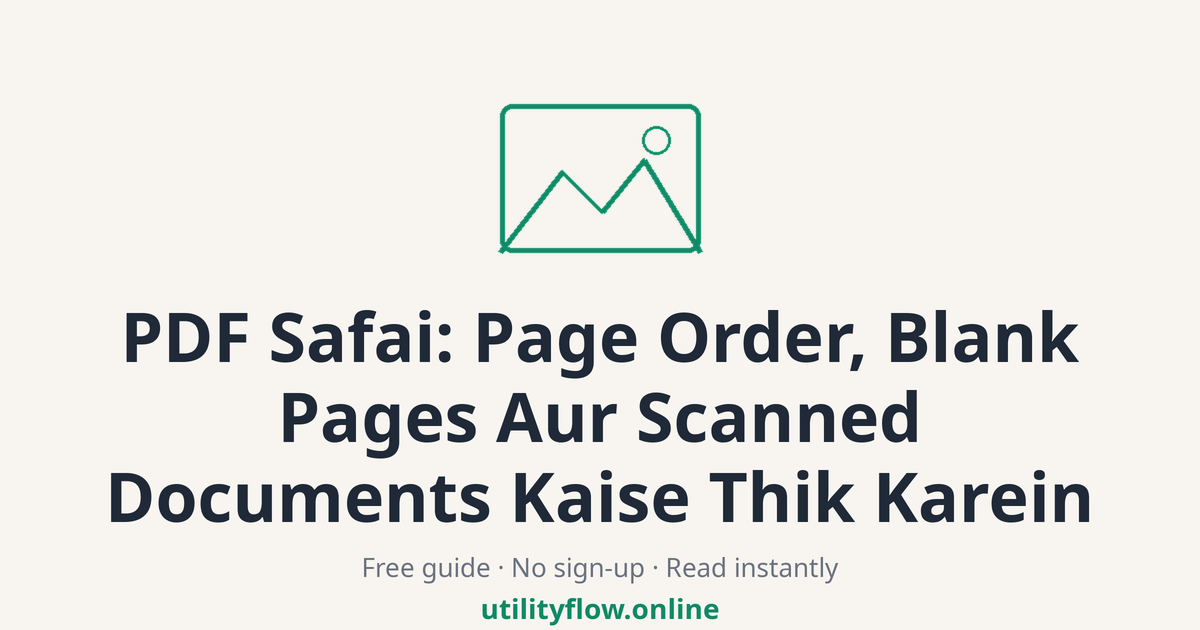 PDF Safai: Page Order, Blank
Pages Aur Scanned
Documents Kaise Thik Karein
Free guide · No sign-up · Read instantly
utilityflow.online